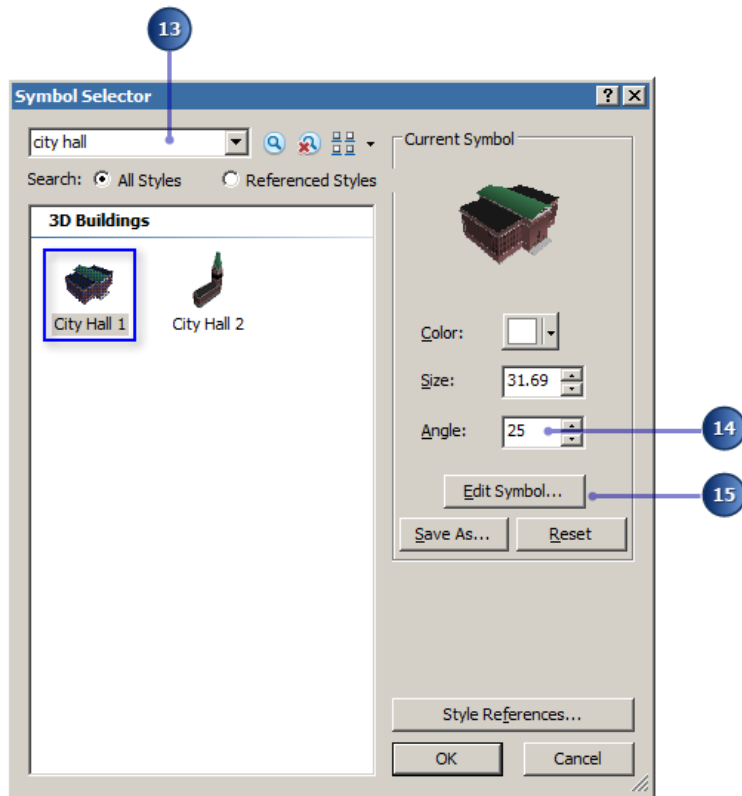 13
Symbol Selector
city hall
Search: All Styles Referenced Styles
3D Buildings
City Hall 1 City Hall 2
Current Symbol
Color:
Size: 31.69
Angle: 25
14
Edit Symbol...
15
Save As... Reset
Style References...
OK Cancel